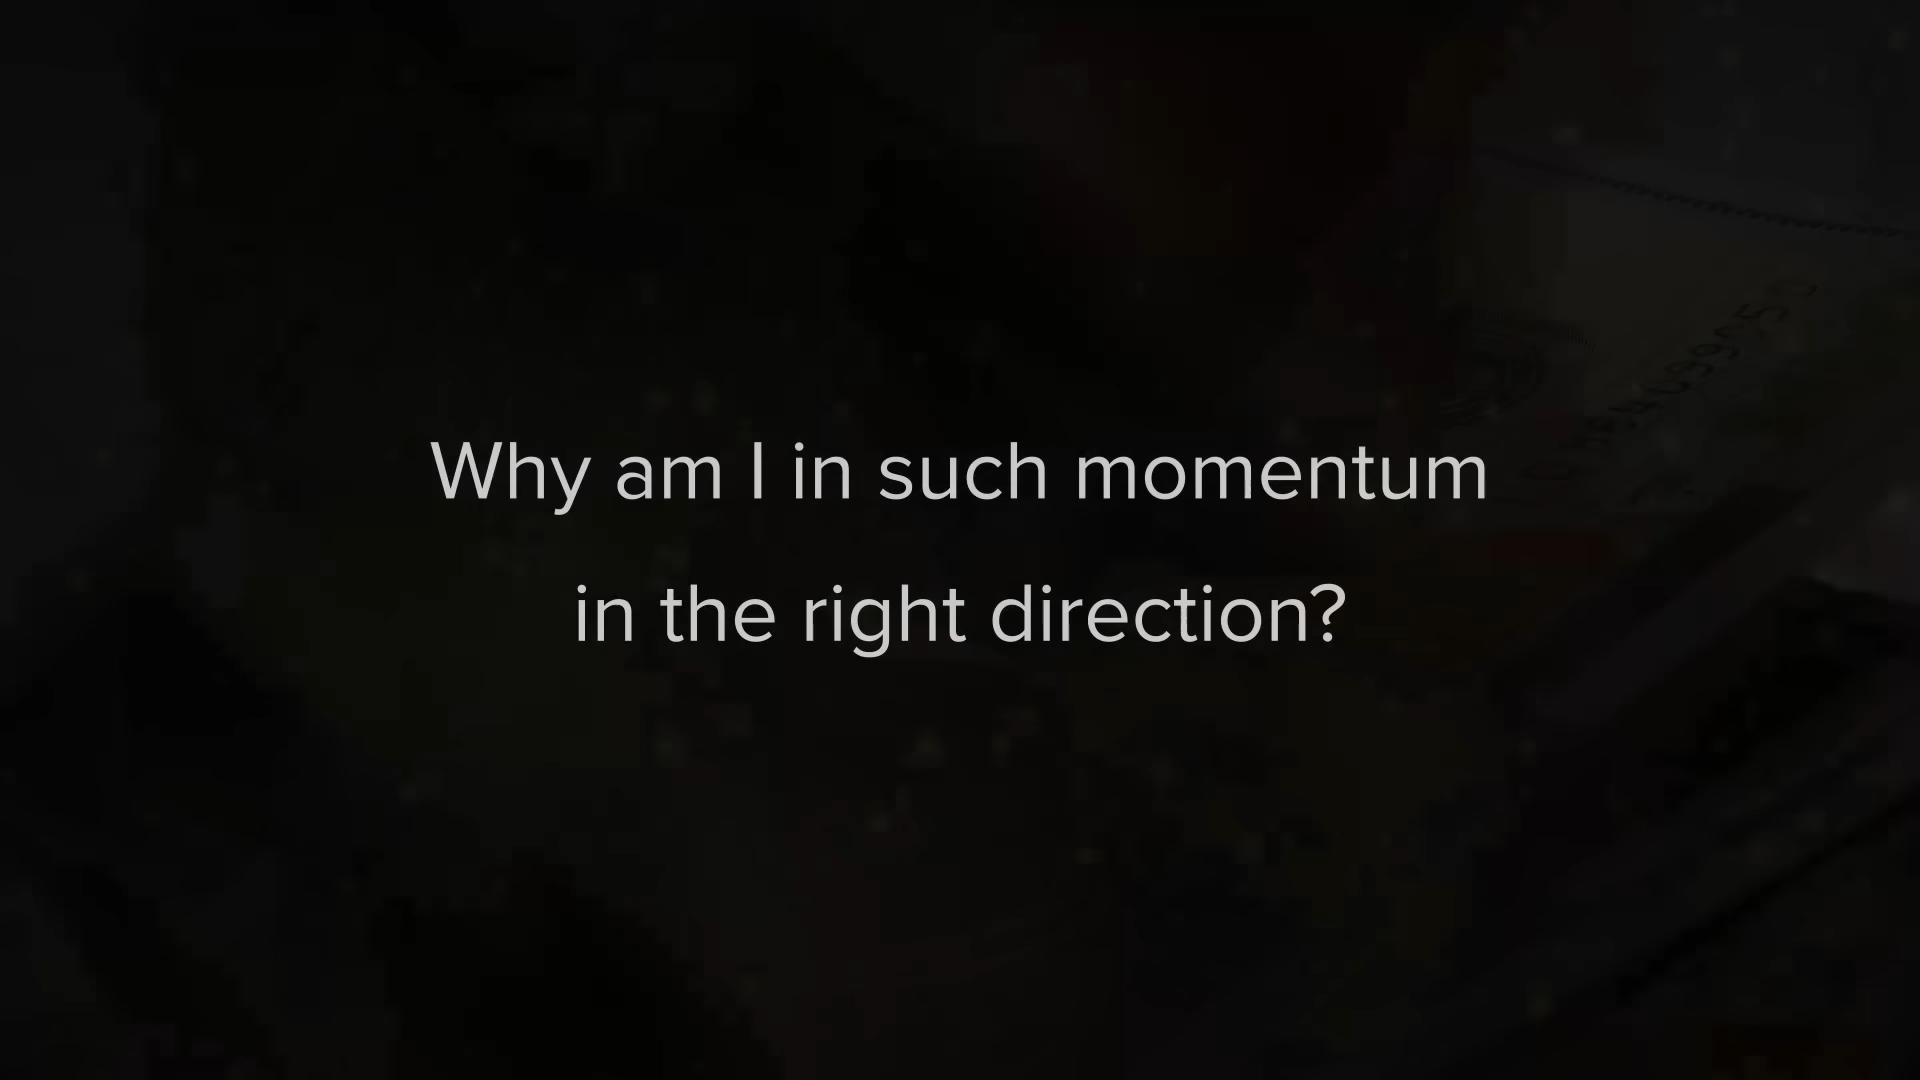 Why am I in such momentum
in the right direction?